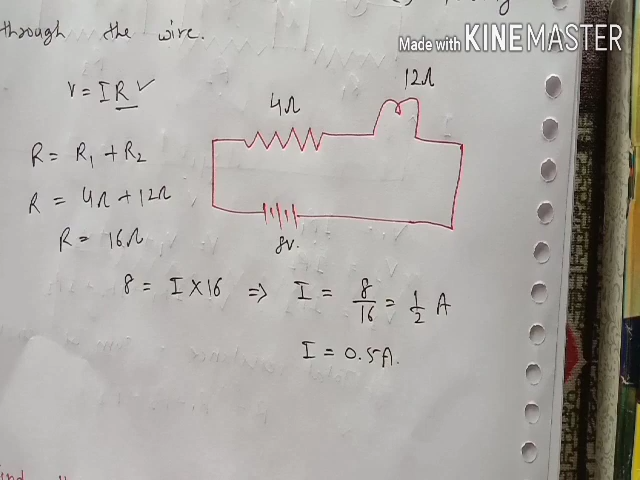 Made with KINEMASTER
through the wire.
V = IR ✓
12Ω
4Ω
R = R1 + R2
R = 4Ω + 12Ω
R = 16Ω
8V.
8 = I × 16 => I = 8/16 = 1/2 A
I = 0.5A.